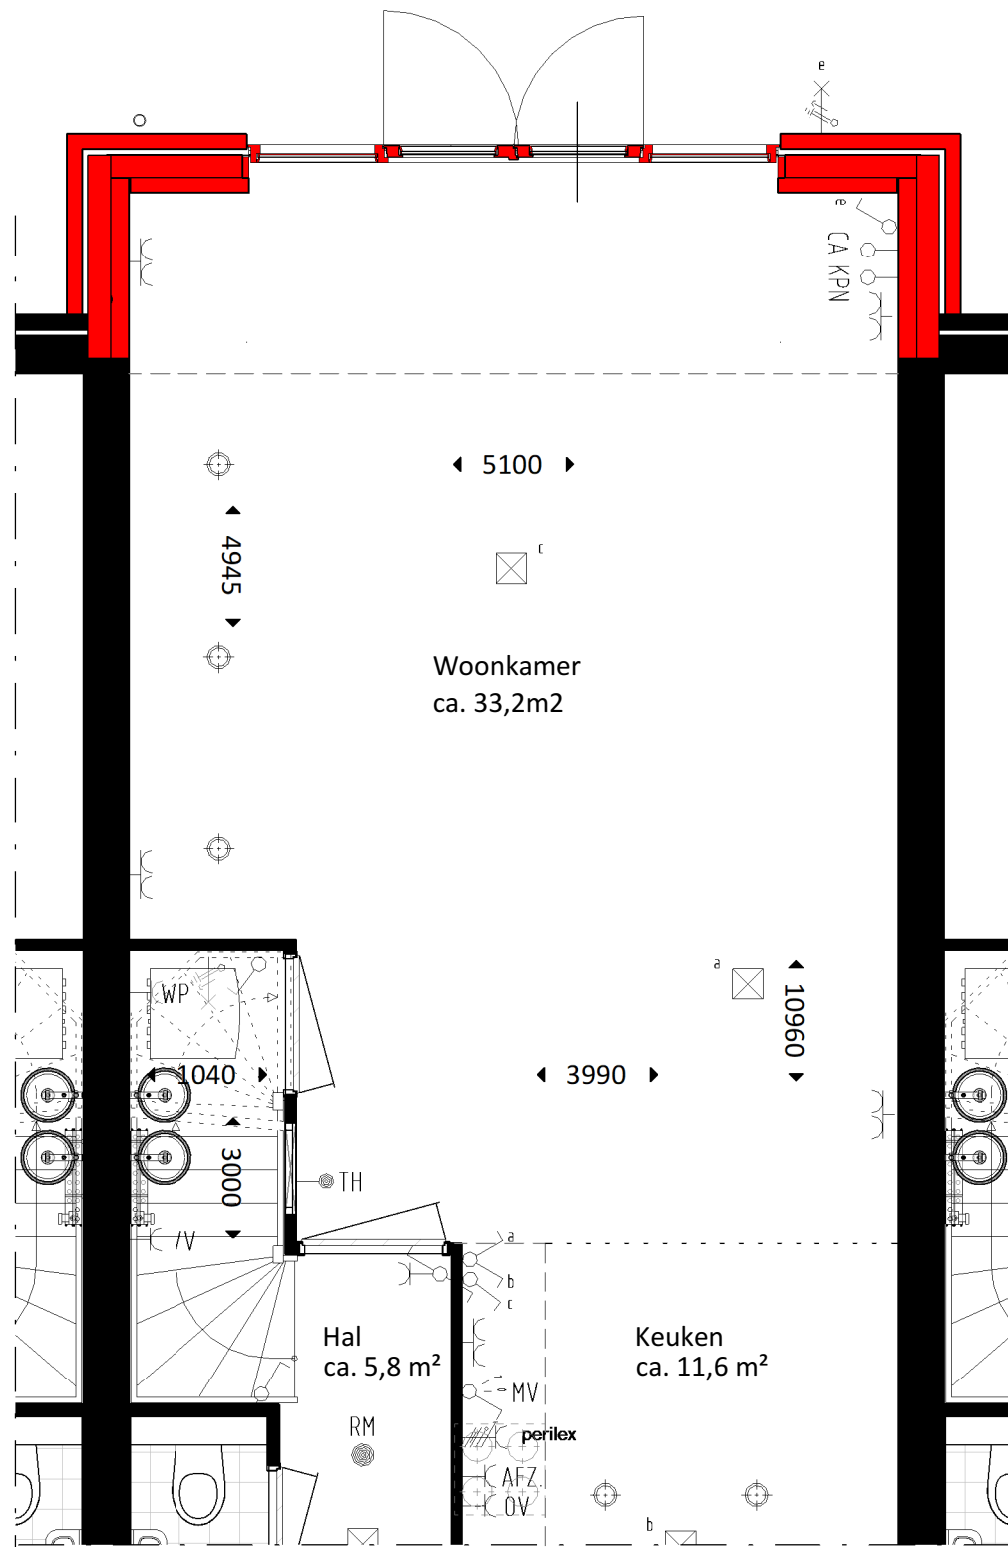 e
e
CA KPN
5100
4945
c
Woonkamer
ca. 33,2m2
a
WP
10960
1040
3990
3000
TH
a
b
c
Hal
ca. 5,8 m²
Keuken
ca. 11,6 m²
MV
RM
perilex
AFZ.
OV
b